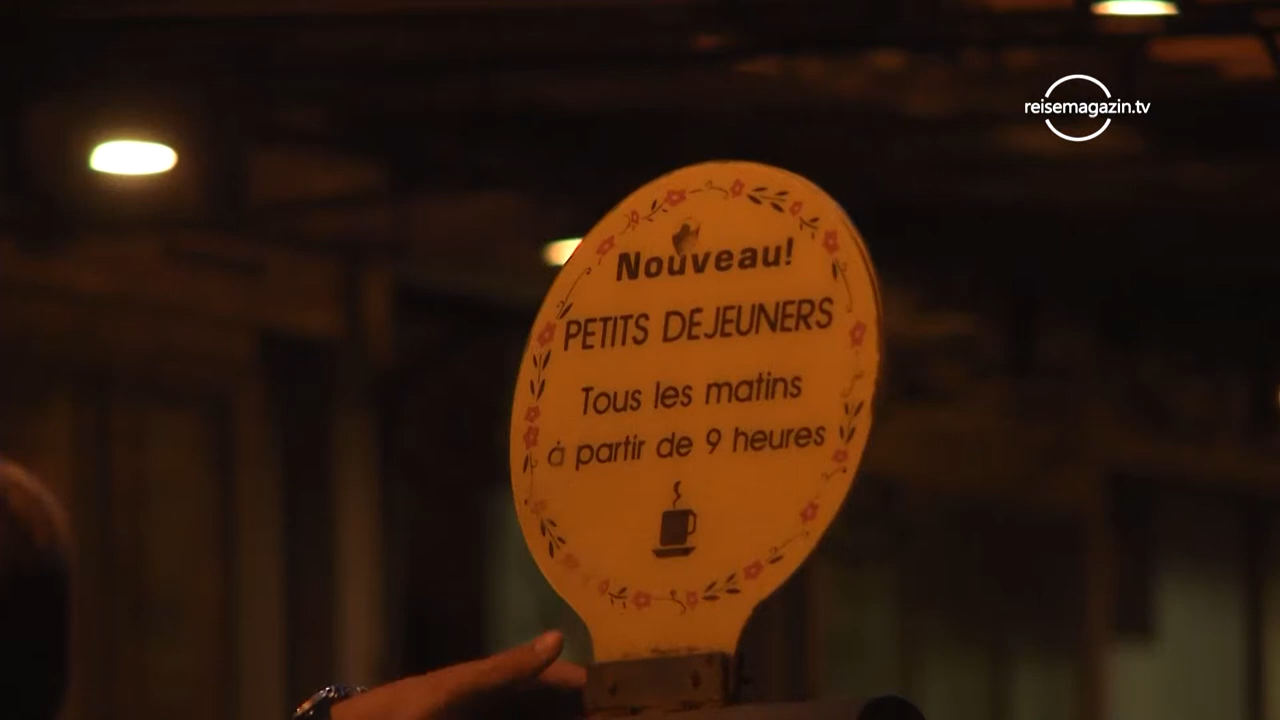 reisemagazin.tv
Nouveau!
PETITS DEJEUNERS
Tous les matins
à partir de 9 heures